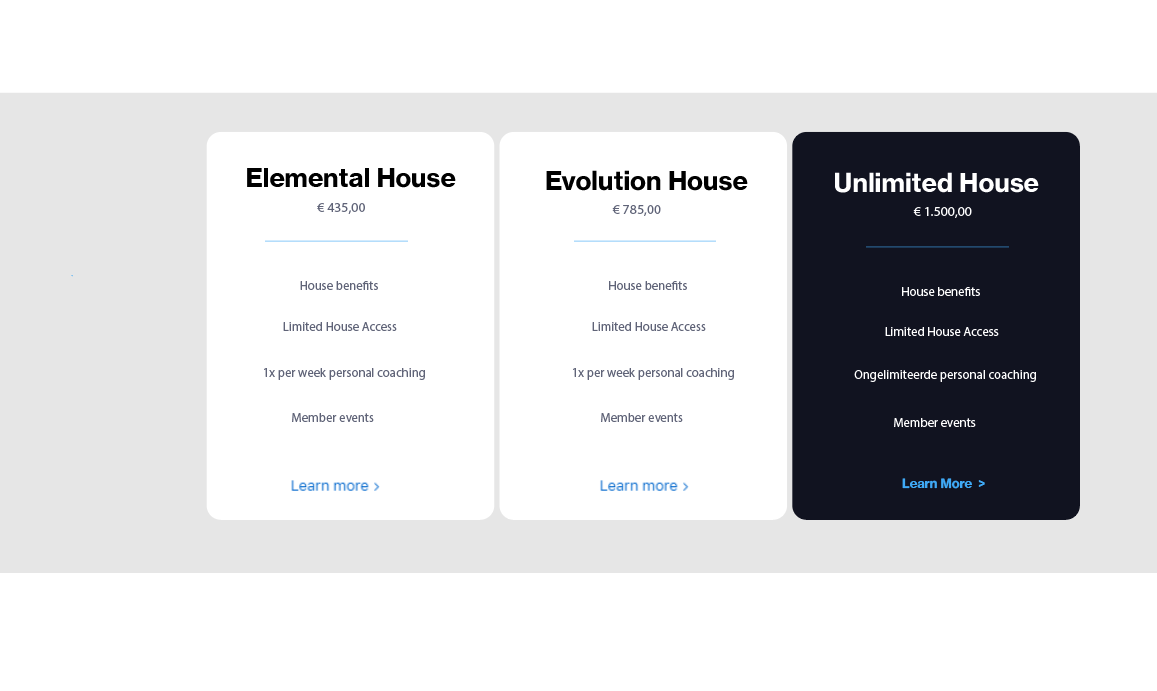 Elemental House
€ 435,00
House benefits
Limited House Access
1x per week personal coaching
Member events
Learn more >
Evolution House
€ 785,00
House benefits
Limited House Access
1x per week personal coaching
Member events
Learn more >
Unlimited House
€ 1.500,00
House benefits
Limited House Access
Ongelimiteerde personal coaching
Member events
Learn More >